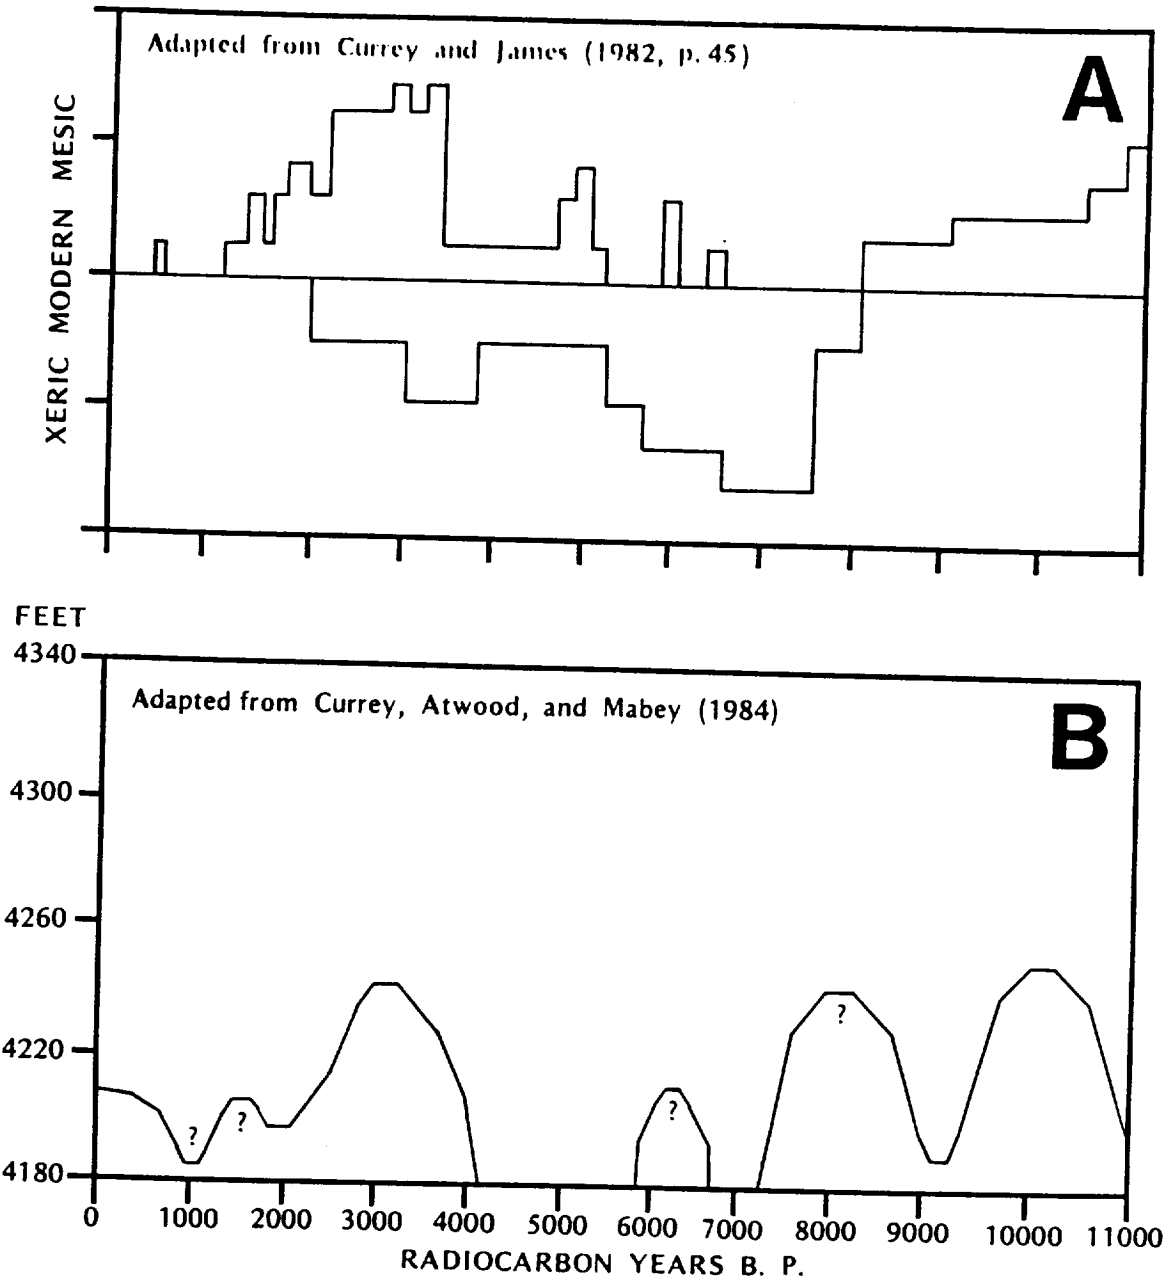 Adapted from Currey and James (1982, p. 45)
A
XERIC MODERN MESIC
FEET
4340
Adapted from Currey, Atwood, and Mabey (1984)
B
4300
4260
4220
4180
?
?
?
?
0 1000 2000 3000 4000 5000 6000 7000 8000 9000 10000 11000
RADIOCARBON YEARS B. P.